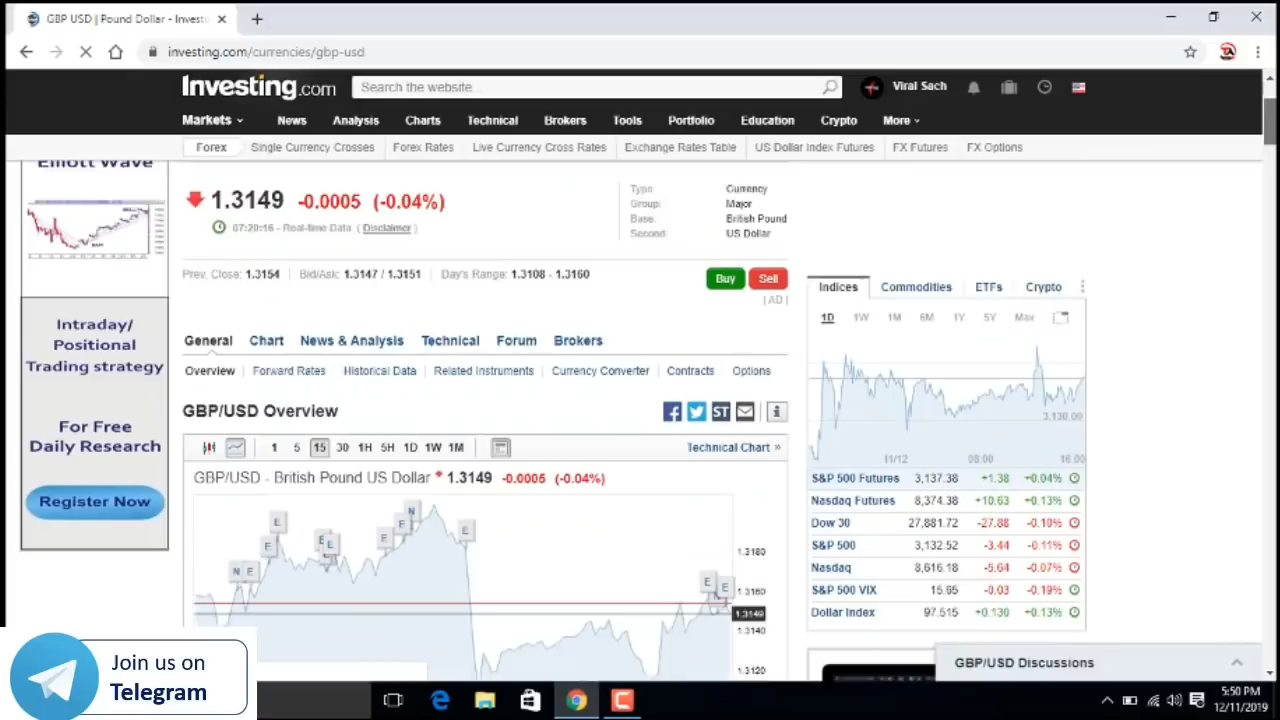 GBP USD | Pound Dollar - Invest
investing.com/currencies/gbp-usd
Investing.com
Search the website...
Viral Sach
Markets News Analysis Charts Technical Brokers Tools Portfolio Education Crypto More
Forex Single Currency Crosses Forex Rates Live Currency Cross Rates Exchange Rates Table US Dollar Index Futures FX Futures FX Options
Elliott Wave
1.3149 -0.0005 (-0.04%)
07:20:16 - Real-time Data. ( Disclaimer )
Type: Currency
Group: Major
Base: British Pound
Second: US Dollar
Prev. Close: 1.3154 Bid/Ask: 1.3147 / 1.3151 Day's Range: 1.3108 - 1.3160
Buy Sell
[AD]
Intraday/
Positional
Trading strategy
For Free
Daily Research
Register Now
General Chart News & Analysis Technical Forum Brokers
Overview Forward Rates Historical Data Related Instruments Currency Converter Contracts Options
GBP/USD Overview
ST
1 5 15 30 1H 5H 1D 1W 1M
Technical Chart »
GBP/USD - British Pound US Dollar * 1.3149 -0.0005 (-0.04%)
N E E E E E E E N E E E
1.3180
1.3160
1.3149
1.3140
1.3120
Indices Commodities ETFs Crypto
1D 1W 1M 6M 1Y 5Y Max
3,130.00
11/12 08:00 16:00
S&P 500 Futures 3,137.38 +1.38 +0.04%
Nasdaq Futures 8,374.38 +10.63 +0.13%
Dow 30 27,881.72 -27.88 -0.10%
S&P 500 3,132.52 -3.44 -0.11%
Nasdaq 8,616.18 -5.64 -0.07%
S&P 500 VIX 15.65 -0.03 -0.19%
Dollar Index 97.515 +0.130 +0.13%
GBP/USD Discussions
Join us on
Telegram
5:50 PM
12/11/2019